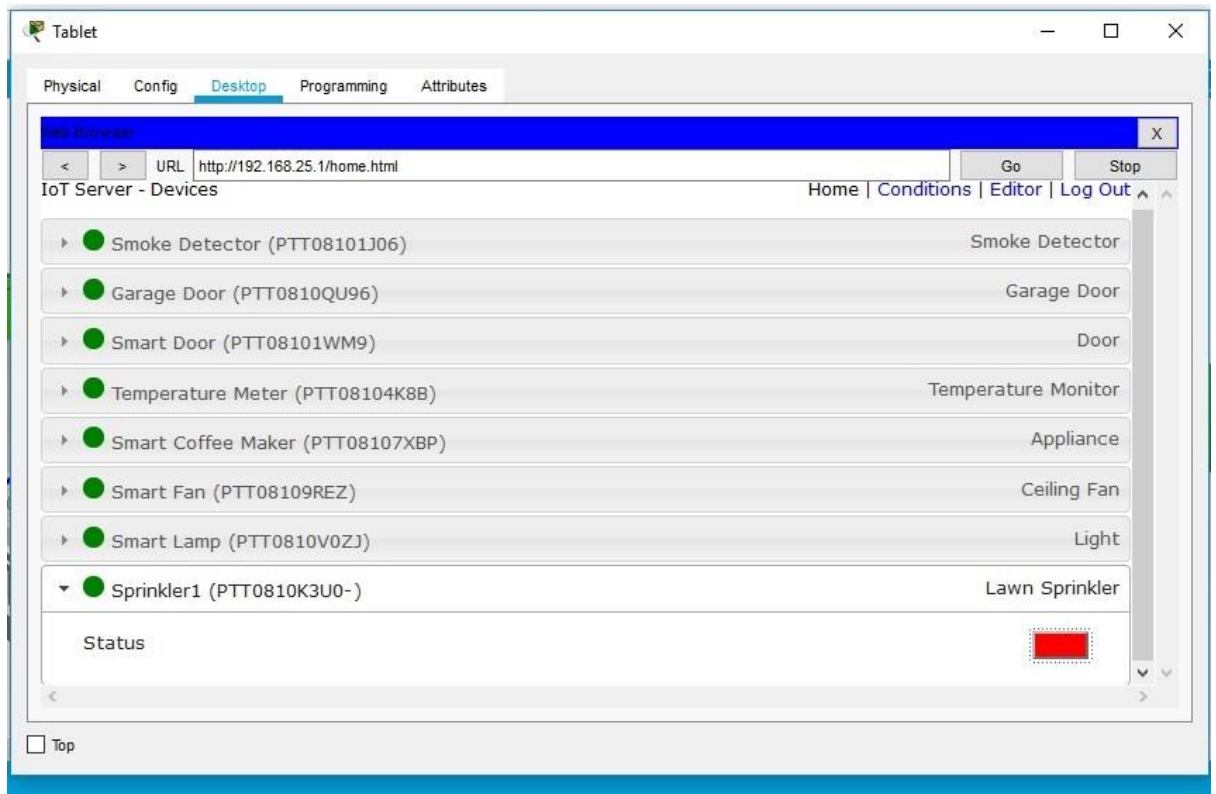 Tablet
Physical Config Desktop Programming Attributes
Web Browser X
< > URL http://192.168.25.1/home.html Go Stop
IoT Server - Devices Home | Conditions | Editor | Log Out
Smoke Detector (PTT08101J06) Smoke Detector
Garage Door (PTT0810QU96) Garage Door
Smart Door (PTT08101WM9) Door
Temperature Meter (PTT08104K8B) Temperature Monitor
Smart Coffee Maker (PTT08107XBP) Appliance
Smart Fan (PTT08109REZ) Ceiling Fan
Smart Lamp (PTT0810V0ZJ) Light
Sprinkler1 (PTT0810K3U0-) Lawn Sprinkler
Status
Top